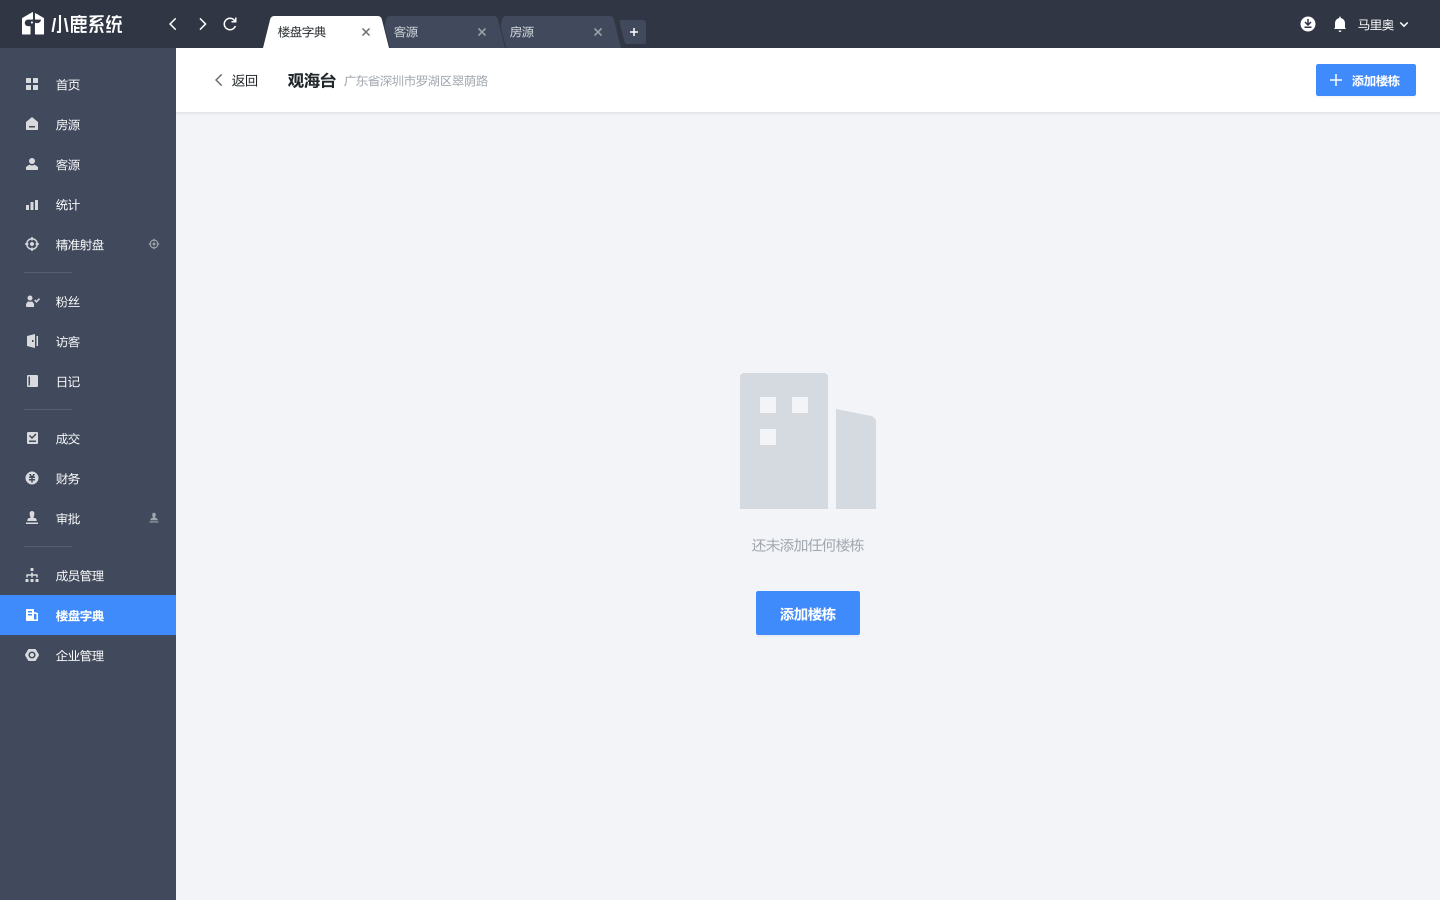 小鹿系统
楼盘字典
客源
房源
马里奥
首页
房源
客源
统计
精准射盘
粉丝
访客
日记
成交
财务
审批
成员管理
楼盘字典
企业管理
返回
观海台 广东省深圳市罗湖区翠荫路
添加楼栋
还未添加任何楼栋
添加楼栋